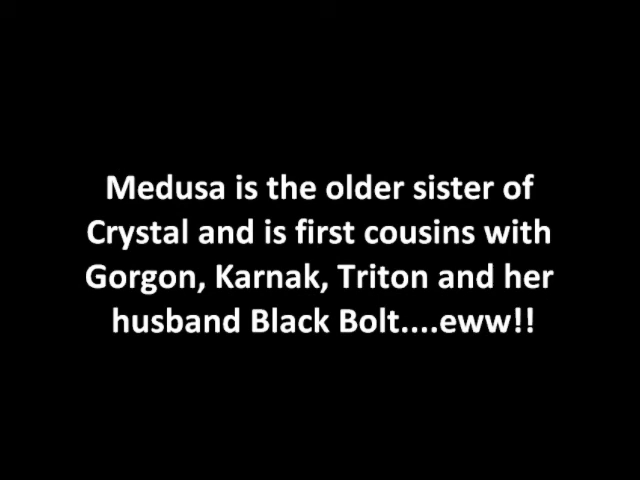 Medusa is the older sister of
Crystal and is first cousins with
Gorgon, Karnak, Triton and her
husband Black Bolt....eww!!